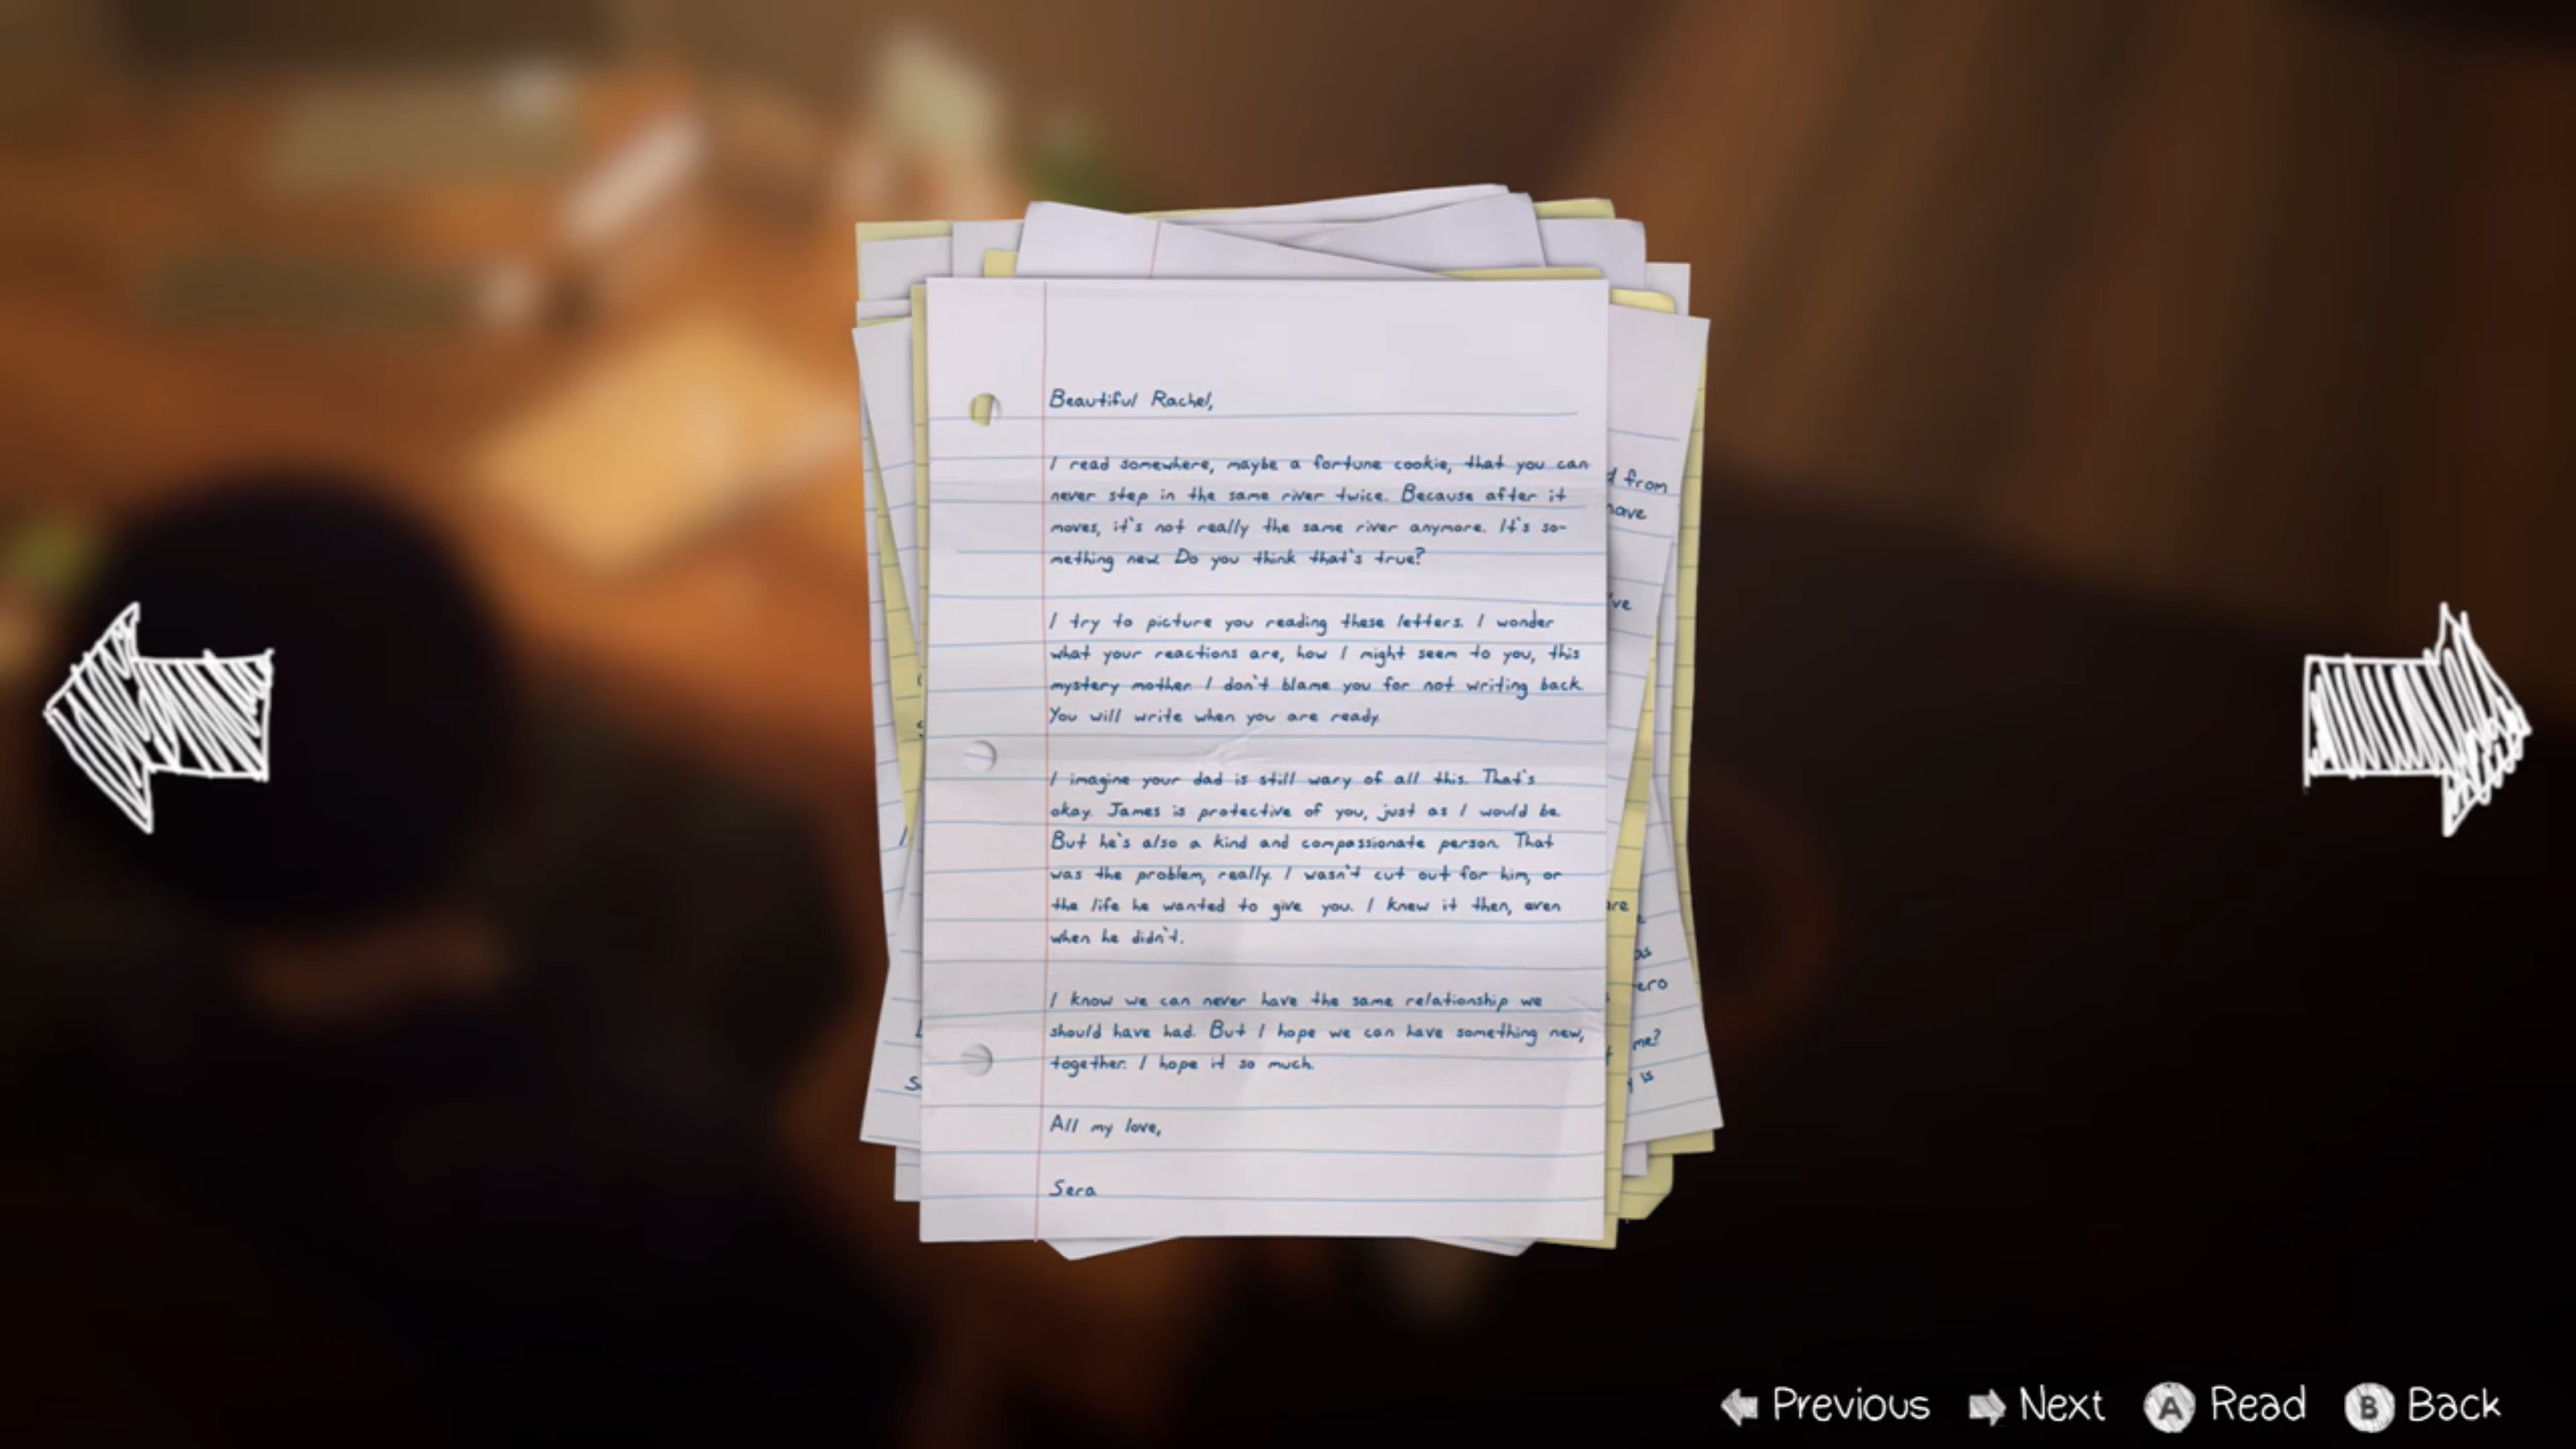 Beautiful Rachel,
I read somewhere, maybe a fortune cookie, that you can
never step in the same river twice. Because after it
moves, it's not really the same river anymore. It's so-
mething new. Do you think that's true?
I try to picture you reading these letters. I wonder
what your reactions are, how I might seem to you, this
mystery mother. I don't blame you for not writing back.
You will write when you are ready.
I imagine your dad is still wary of all this. That's
okay. James is protective of you, just as I would be.
But he's also a kind and compassionate person. That
was the problem, really. I wasn't cut out for him, or
the life he wanted to give you. I knew it then, even
when he didn't.
I know we can never have the same relationship we
should have had. But I hope we can have something new,
together. I hope it so much.
All my love,
Sera
from
have
've
are
as
ero
me?
is
Previous Next A Read B Back